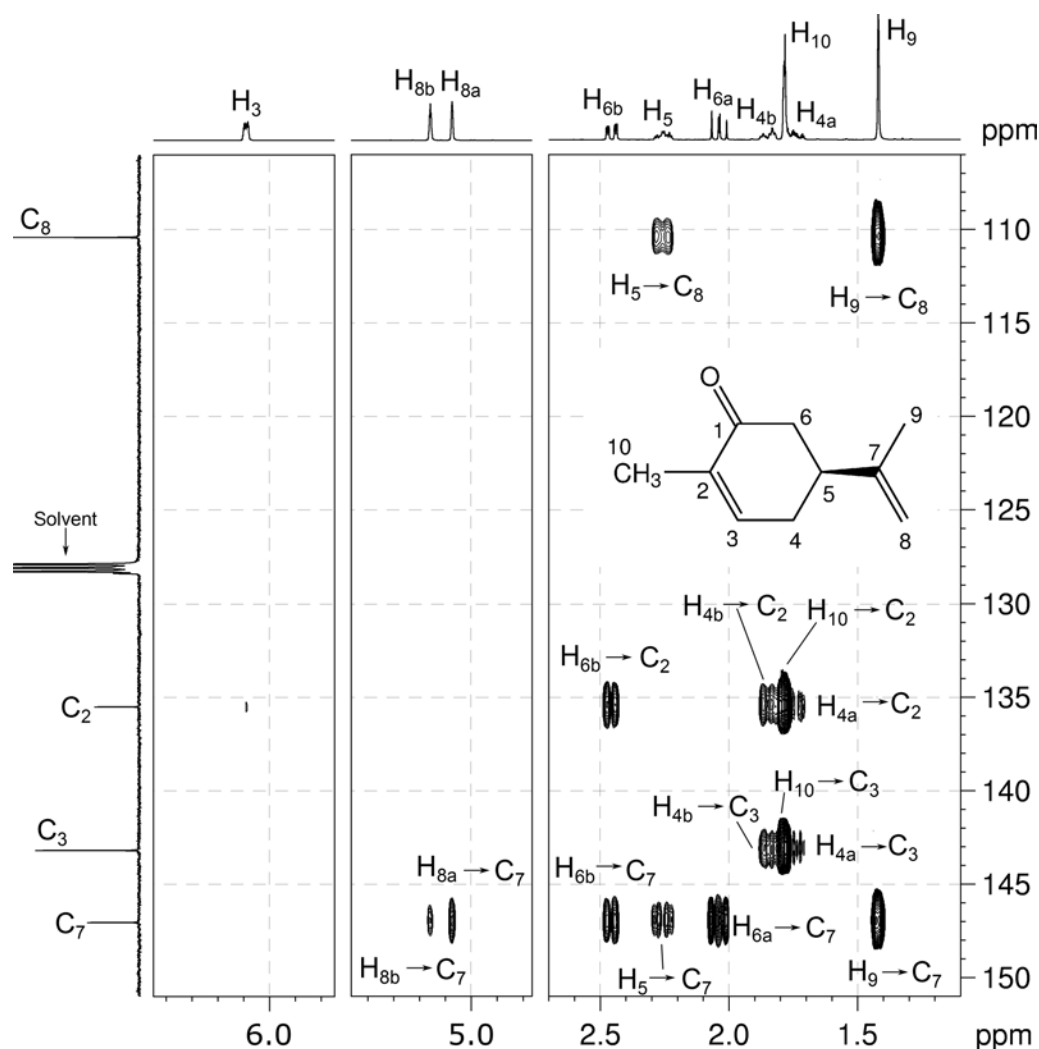 H10
H9
H8b
H8a
H3
H6b
H5
H6a
H4b
H4a
ppm
C8
110
H5 → C8
H9 → C8
115
O
120
6
9
1
10
7
CH3
2
5
Solvent
3
4
8
125
H4b → C2
H10 → C2
130
H6b → C2
C2
H4a → C2
135
H10 → C3
140
H4b → C3
C3
H4a → C3
H8a → C7
H6b → C7
145
C7
H6a → C7
H8b → C7
H5 → C7
H9 → C7
150
6.0
5.0
2.5
2.0
1.5
ppm